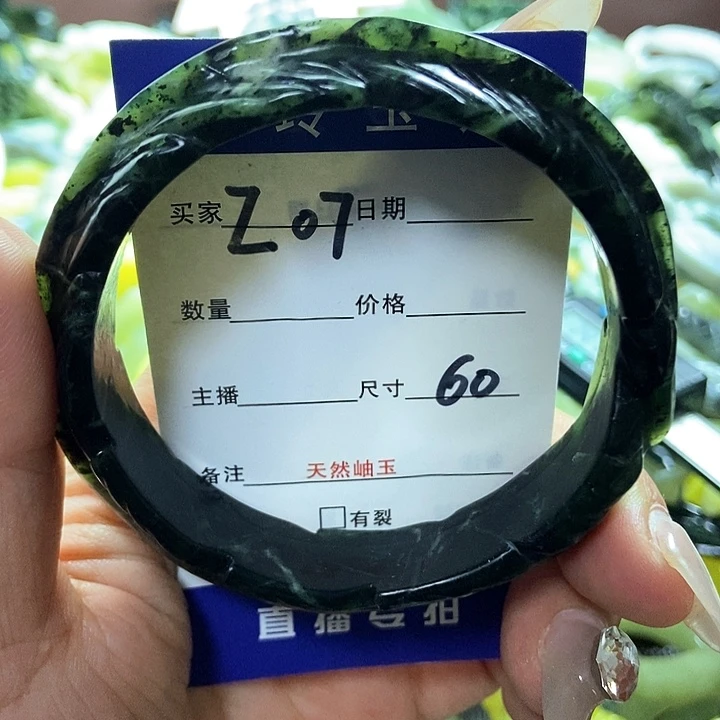 玉
买家 Z07 日期
数量 价格
主播 尺寸 60
备注 天然岫玉
有裂
直播专拍